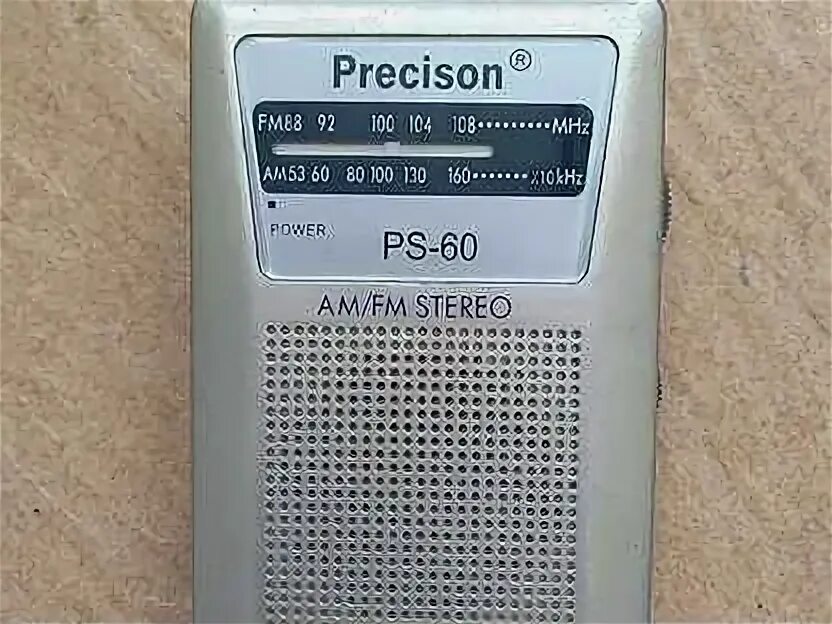 Precison®
FM88 92 100 104 108·········MHz
AM53 60 80 100 130 160·······X10kHz
POWER
PS-60
AM/FM STEREO